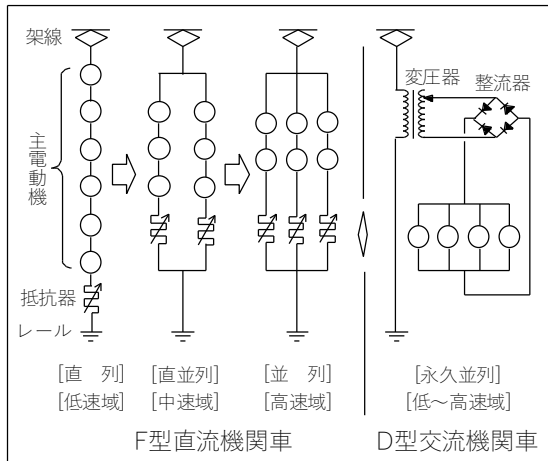 架線
変圧器
整流器
主電動機
抵抗器
レール
[直　列]
[低速域]
[直並列]
[中速域]
[並　列]
[高速域]
[永久並列]
[低～高速域]
F型直流機関車
D型交流機関車